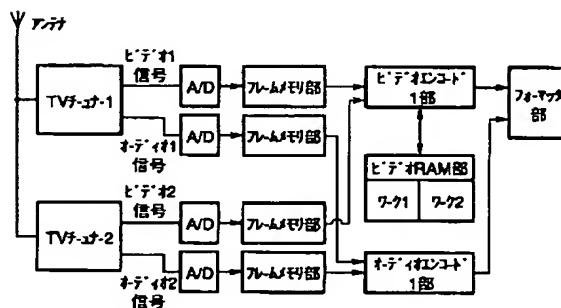 アンテナ
ビデオ1
信号
TVチューナー1
A/D
フレームメモリ部
オーディオ1
信号
A/D
フレームメモリ部
ビデオエンコード
1部
フォーマッタ
部
ビデオRAM部
ワーク1
ワーク2
ビデオ2
信号
TVチューナー2
A/D
フレームメモリ部
オーディオ2
信号
A/D
フレームメモリ部
オーディオエンコード
1部